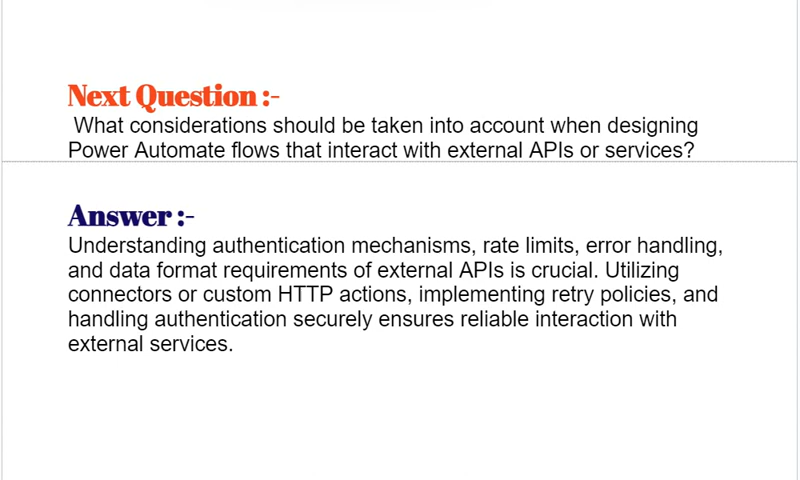 Next Question :-
What considerations should be taken into account when designing
Power Automate flows that interact with external APIs or services?
Answer :-
Understanding authentication mechanisms, rate limits, error handling,
and data format requirements of external APIs is crucial. Utilizing
connectors or custom HTTP actions, implementing retry policies, and
handling authentication securely ensures reliable interaction with
external services.